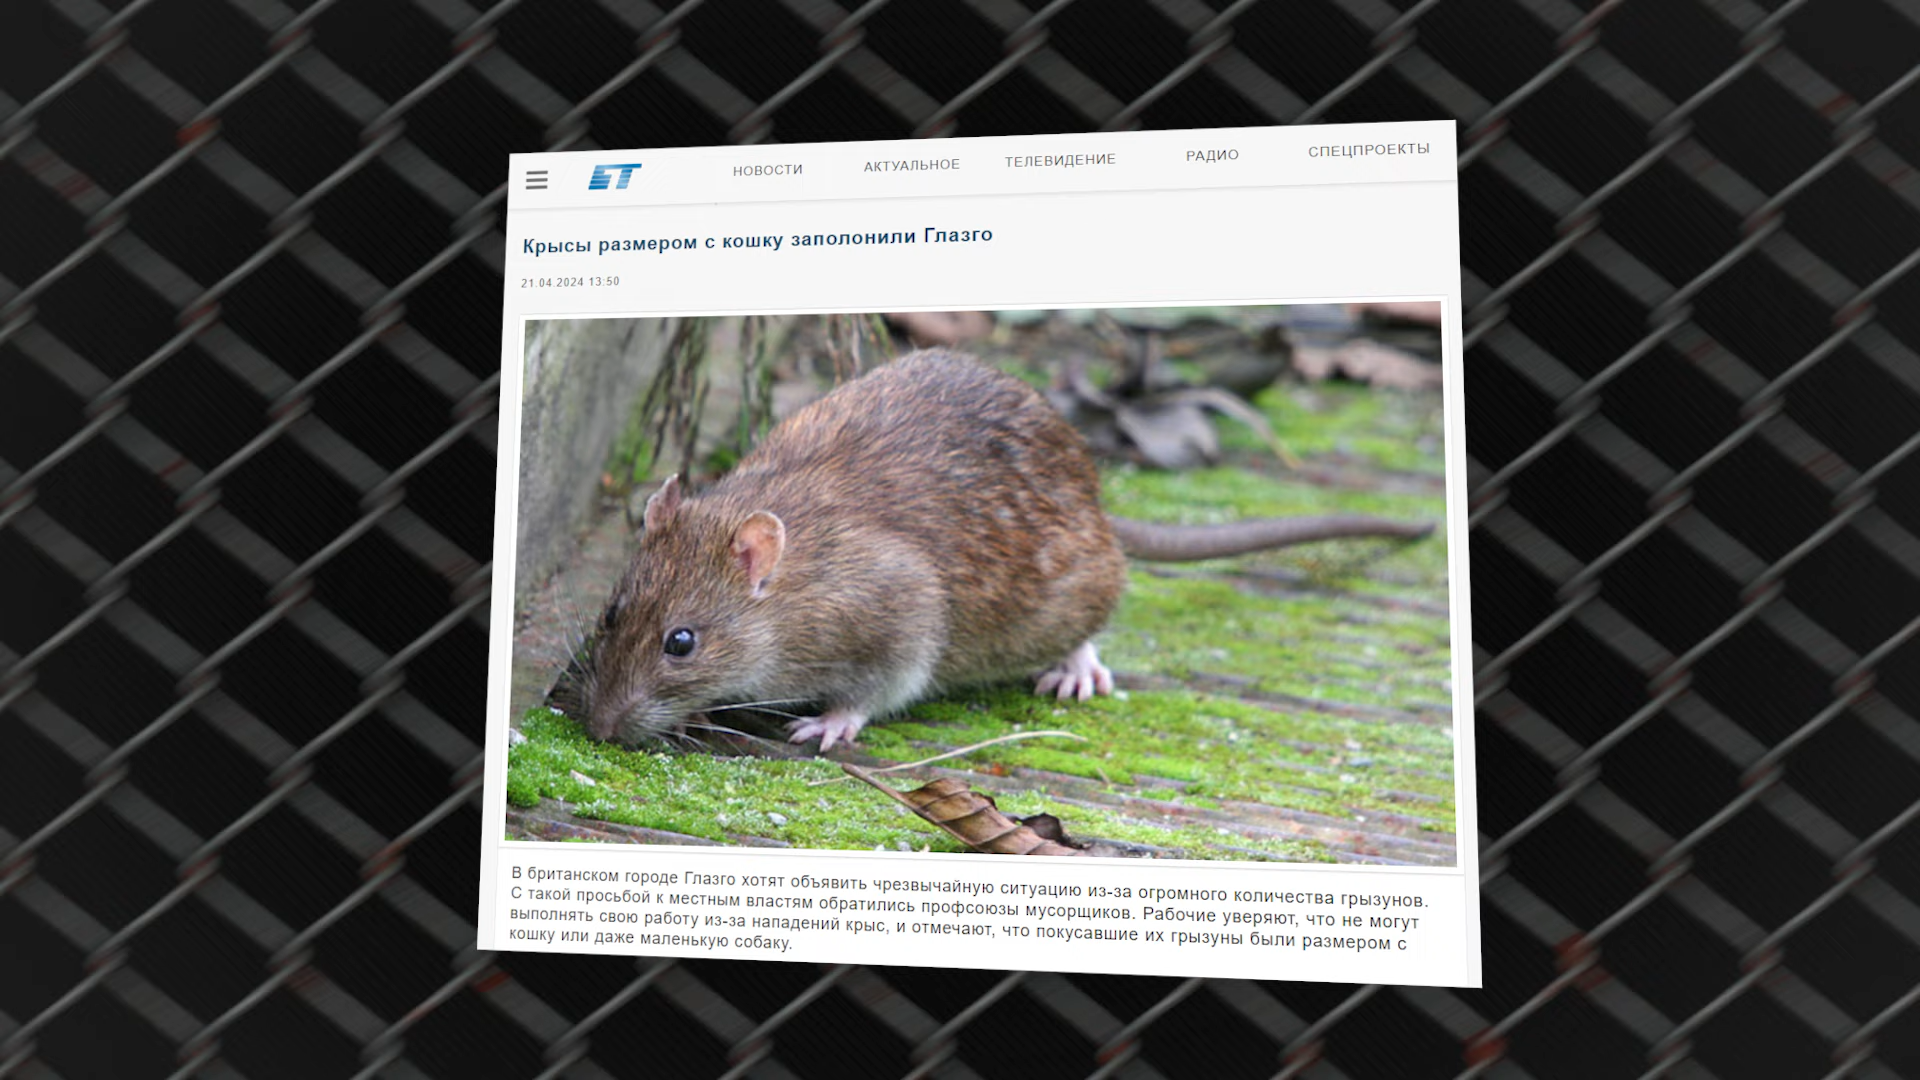 БТ НОВОСТИ АКТУАЛЬНОЕ ТЕЛЕВИДЕНИЕ РАДИО СПЕЦПРОЕКТЫ
Крысы размером с кошку заполонили Глазго
21.04.2024 13:50
В британском городе Глазго хотят объявить чрезвычайную ситуацию из-за огромного количества грызунов.
С такой просьбой к местным властям обратились профсоюзы мусорщиков. Рабочие уверяют, что не могут
выполнять свою работу из-за нападений крыс, и отмечают, что покусавшие их грызуны были размером с
кошку или даже маленькую собаку.